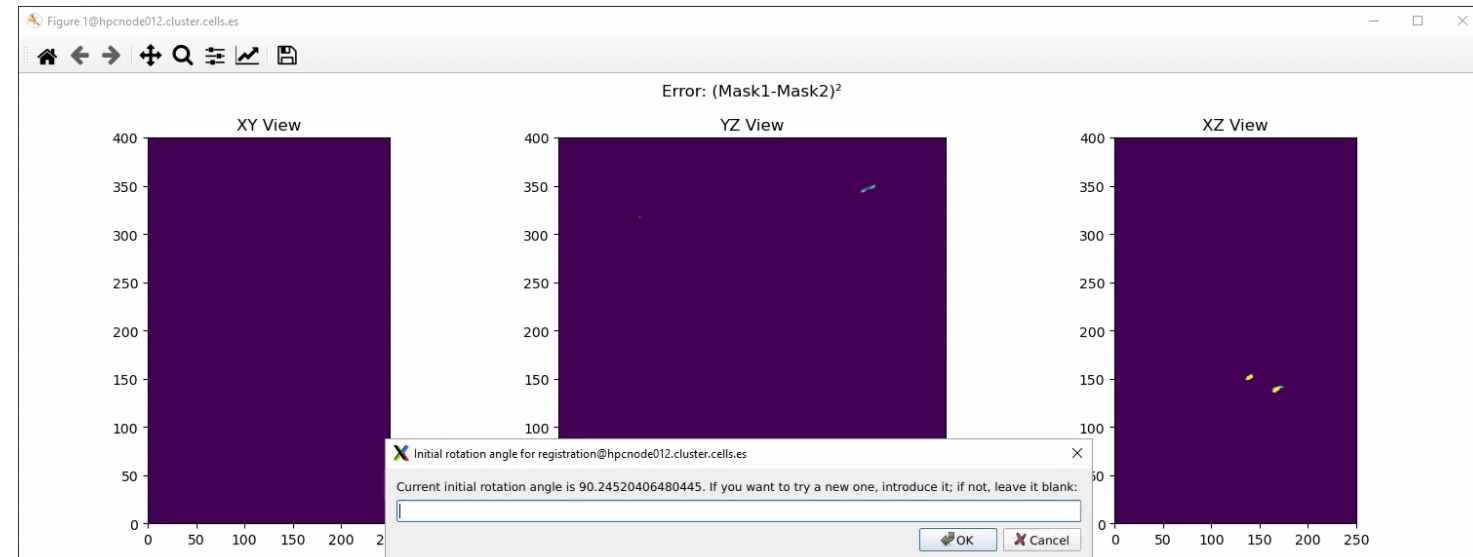 Figure 1@hpcnode012.cluster.cells.es
Error: (Mask1-Mask2)²
XY View
YZ View
XZ View
400
350
300
250
200
150
100
50
0
0 50 100 150 200 2
400
350
300
250
200
150
100
400
350
300
250
200
150
100
50
0
0 50 100 150 200 250
Initial rotation angle for registration@hpcnode012.cluster.cells.es
Current initial rotation angle is 90.24520406480445. If you want to try a new one, introduce it; if not, leave it blank:
OK
Cancel